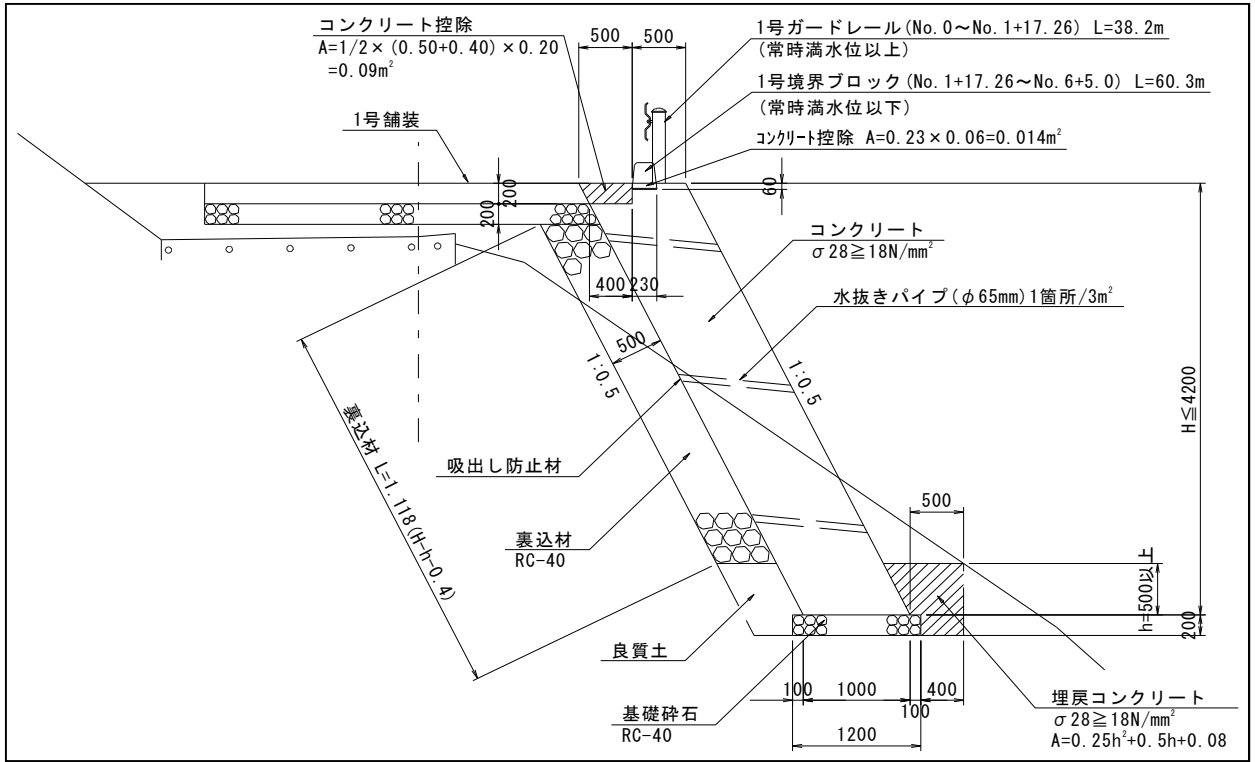 コンクリート控除
A=1/2×(0.50+0.40)×0.20
=0.09m²
500
500
1号ガードレール(No.0～No.1+17.26) L=38.2m
(常時満水位以上)
1号境界ブロック(No.1+17.26～No.6+5.0) L=60.3m
(常時満水位以下)
コンクリート控除 A=0.23×0.06=0.014m²
1号舗装
200
200
60
コンクリート
σ28≧18N/mm²
400
230
水抜きパイプ(φ65mm)1箇所/3m²
500
1:0.5
1:0.5
H≦4200
裏込材 L=1.118(H-h-0.4)
吸出し防止材
500
裏込材
RC-40
h=500以上
200
良質土
100
1000
100
400
基礎砕石
RC-40
1200
埋戻コンクリート
σ28≧18N/mm²
A=0.25h²+0.5h+0.08